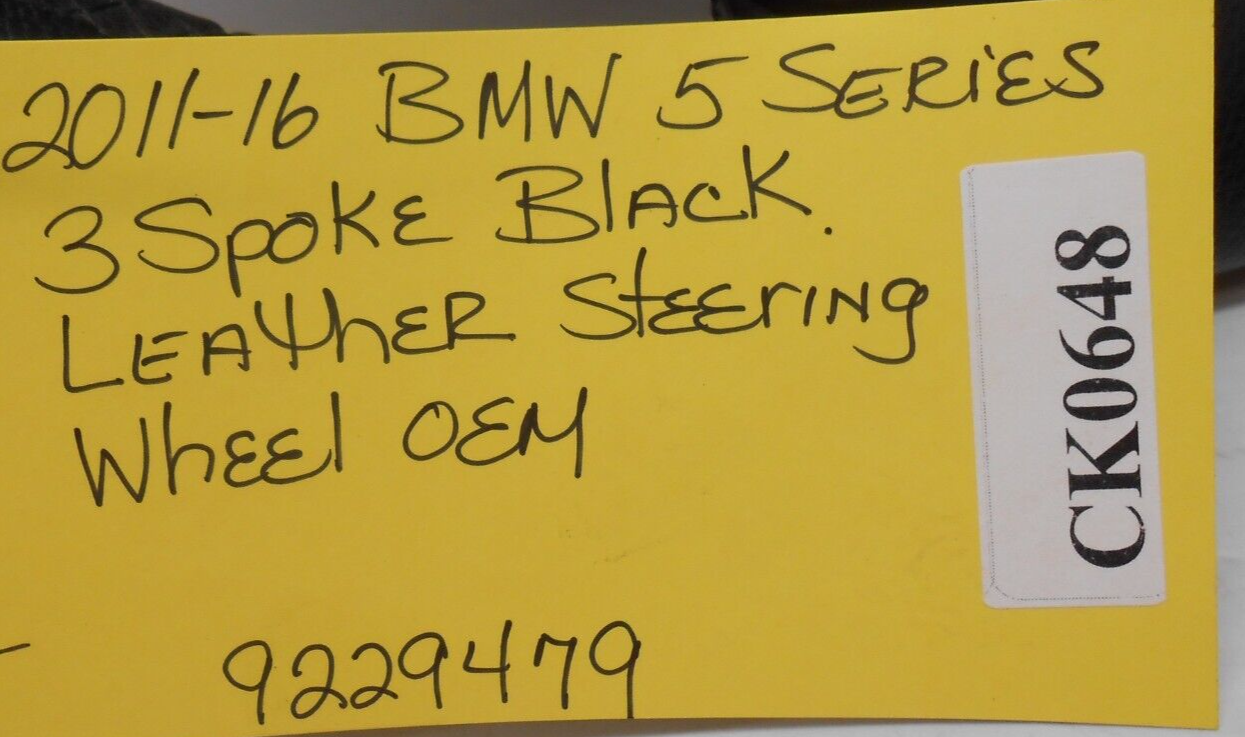 2011-16 BMW 5 SERiES
3 SpoKE BlAcK.
LEAthER StEErING
WhEEl OEM
9229479
CK0648